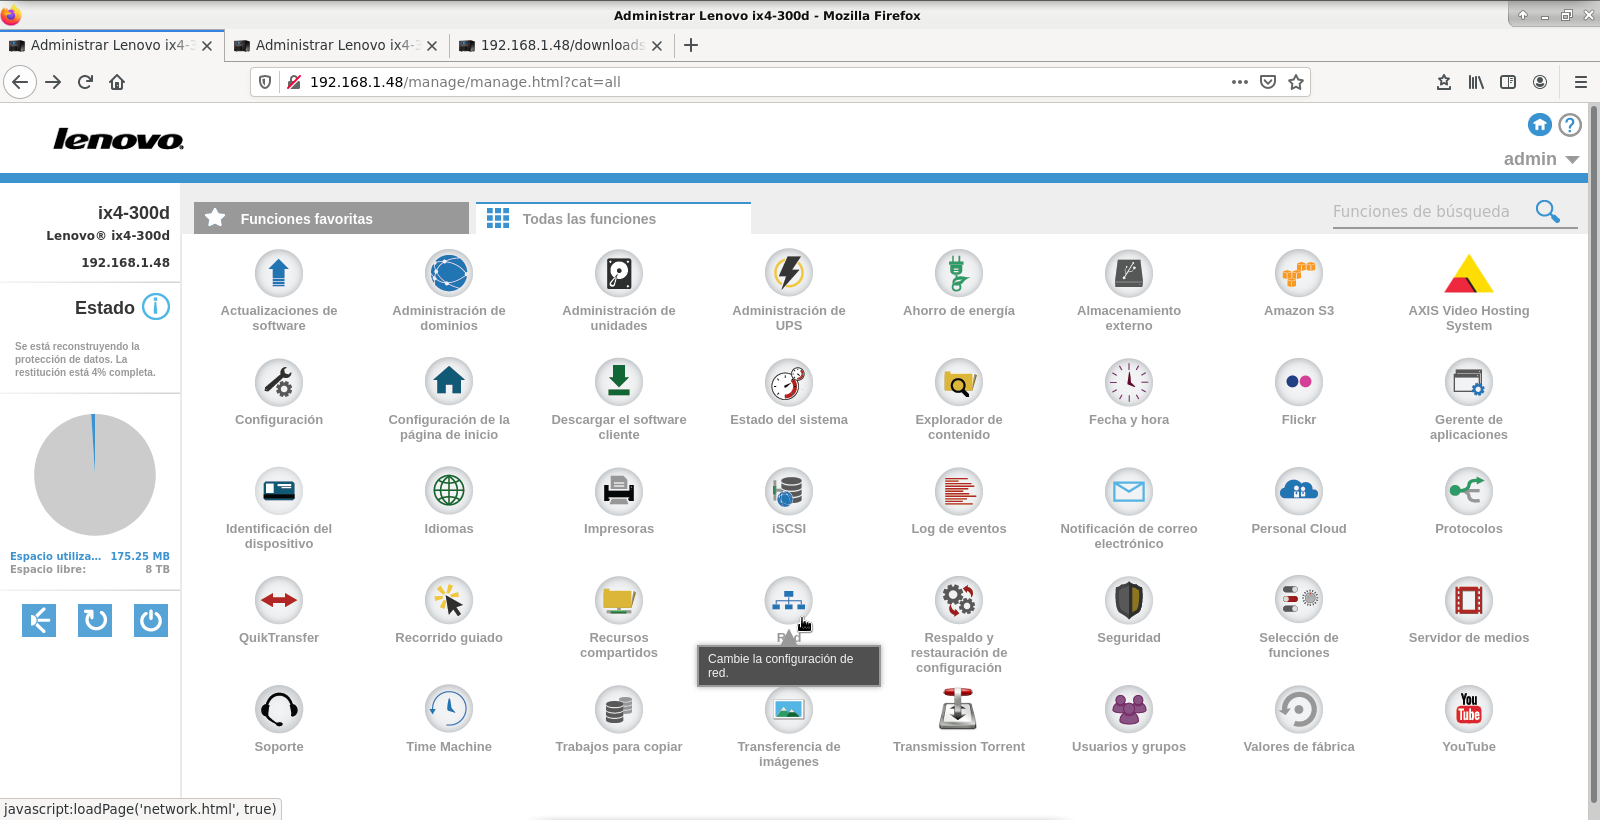 Administrar Lenovo ix4-300d - Mozilla Firefox
Administrar Lenovo ix4-3
Administrar Lenovo ix4-3
192.168.1.48/downloads
192.168.1.48/manage/manage.html?cat=all
lenovo
admin
ix4-300d
Lenovo® ix4-300d
192.168.1.48
Estado
Se está reconstruyendo la
protección de datos. La
restitución está 4% completa.
Espacio utiliza... 175.25 MB
Espacio libre: 8 TB
Funciones favoritas
Todas las funciones
Funciones de búsqueda
Actualizaciones de
software
Administración de
dominios
Administración de
unidades
Administración de
UPS
Ahorro de energía
Almacenamiento
externo
Amazon S3
AXIS Video Hosting
System
Configuración
Configuración de la
página de inicio
Descargar el software
cliente
Estado del sistema
Explorador de
contenido
Fecha y hora
Flickr
Gerente de
aplicaciones
Identificación del
dispositivo
Idiomas
Impresoras
iSCSI
Log de eventos
Notificación de correo
electrónico
Personal Cloud
Protocolos
QuikTransfer
Recorrido guiado
Recursos
compartidos
Red
Cambie la configuración de
red.
Respaldo y
restauración de
configuración
Seguridad
Selección de
funciones
Servidor de medios
Soporte
Time Machine
Trabajos para copiar
Transferencia de
imágenes
Transmission Torrent
Usuarios y grupos
Valores de fábrica
You
Tube
YouTube
javascript:loadPage('network.html', true)